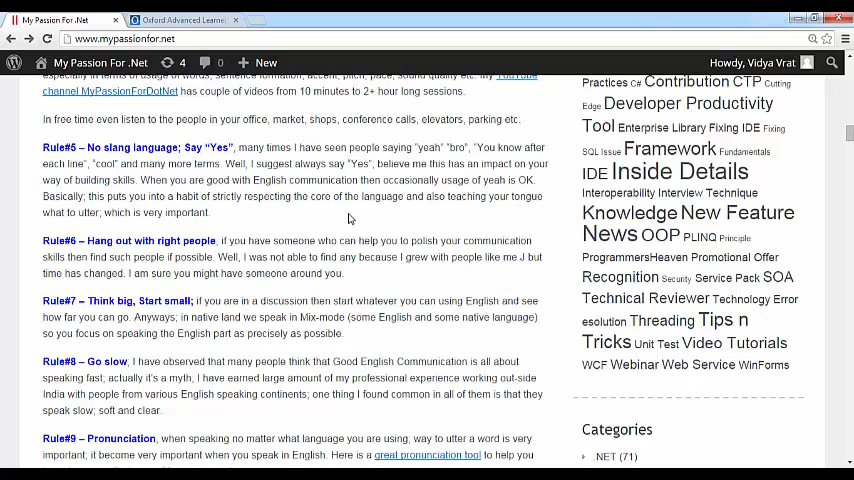 My Passion For .Net
Oxford Advanced Learne
www.mypassionfor.net
My Passion For .Net
4
0
New
Howdy, Vidya Vrat
especially in terms of usage of words, sentence formation, accent, pitch, pace, sound quality etc. My YouTube
channel MyPassionForDotNet has couple of videos from 10 minutes to 2+ hour long sessions.
In free time even listen to the people in your office, market, shops, conference calls, elevators, parking etc.
Rule#5 – No slang language; Say “Yes”, many times I have seen people saying “yeah” “bro”, ”You know after
each line”, “cool” and many more terms. Well, I suggest always say “Yes”; believe me this has an impact on your
way of building skills. When you are good with English communication then occasionally usage of yeah is OK.
Basically; this puts you into a habit of strictly respecting the core of the language and also teaching your tongue
what to utter; which is very important.
Rule#6 – Hang out with right people, if you have someone who can help you to polish your communication
skills then find such people if possible. Well, I was not able to find any because I grew with people like me J but
time has changed. I am sure you might have someone around you.
Rule#7 – Think big, Start small; if you are in a discussion then start whatever you can using English and see
how far you can go. Anyways; in native land we speak in Mix-mode (some English and some native language)
so you focus on speaking the English part as precisely as possible.
Rule#8 – Go slow; I have observed that many people think that Good English Communication is all about
speaking fast; actually it’s a myth; I have earned large amount of my professional experience working out-side
India with people from various English speaking continents; one thing I found common in all of them is that they
speak slow; soft and clear.
Rule#9 – Pronunciation, when speaking no matter what language you are using; way to utter a word is very
important; it become very important when you speak in English. Here is a great pronunciation tool to help you
Practices C# Contribution CTP Cutting
Edge Developer Productivity
Tool Enterprise Library Fixing IDE Fixing
SQL Issue Framework Fundamentals
IDE Inside Details
Interoperability Interview Technique
Knowledge New Feature
News OOP PLINQ Principle
ProgrammersHeaven Promotional Offer
Recognition Security Service Pack SOA
Technical Reviewer Technology Error
esolution Threading Tips n
Tricks Unit Test Video Tutorials
WCF Webinar Web Service WinForms
Categories
.NET (71)